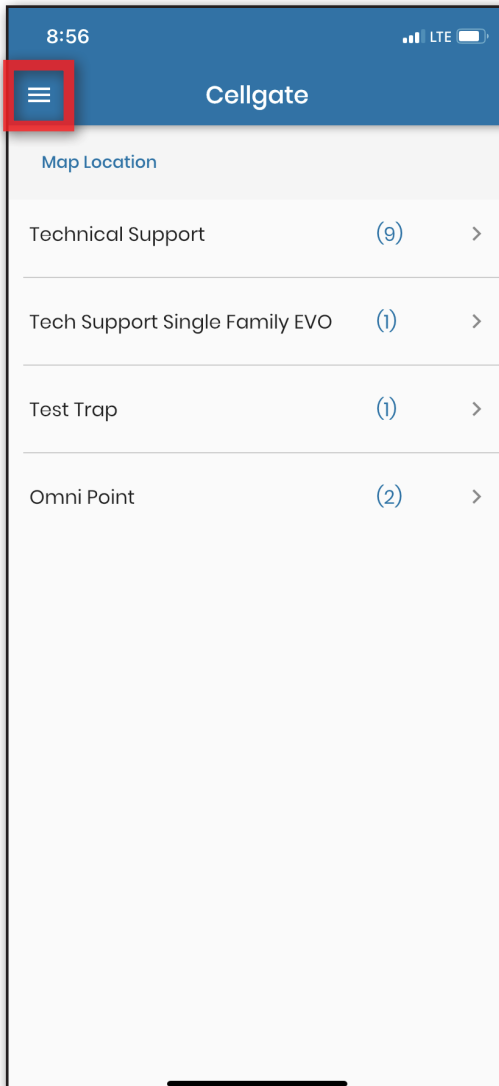 8:56 LTE
Cellgate
Map Location
Technical Support (9)
Tech Support Single Family EVO (1)
Test Trap (1)
Omni Point (2)